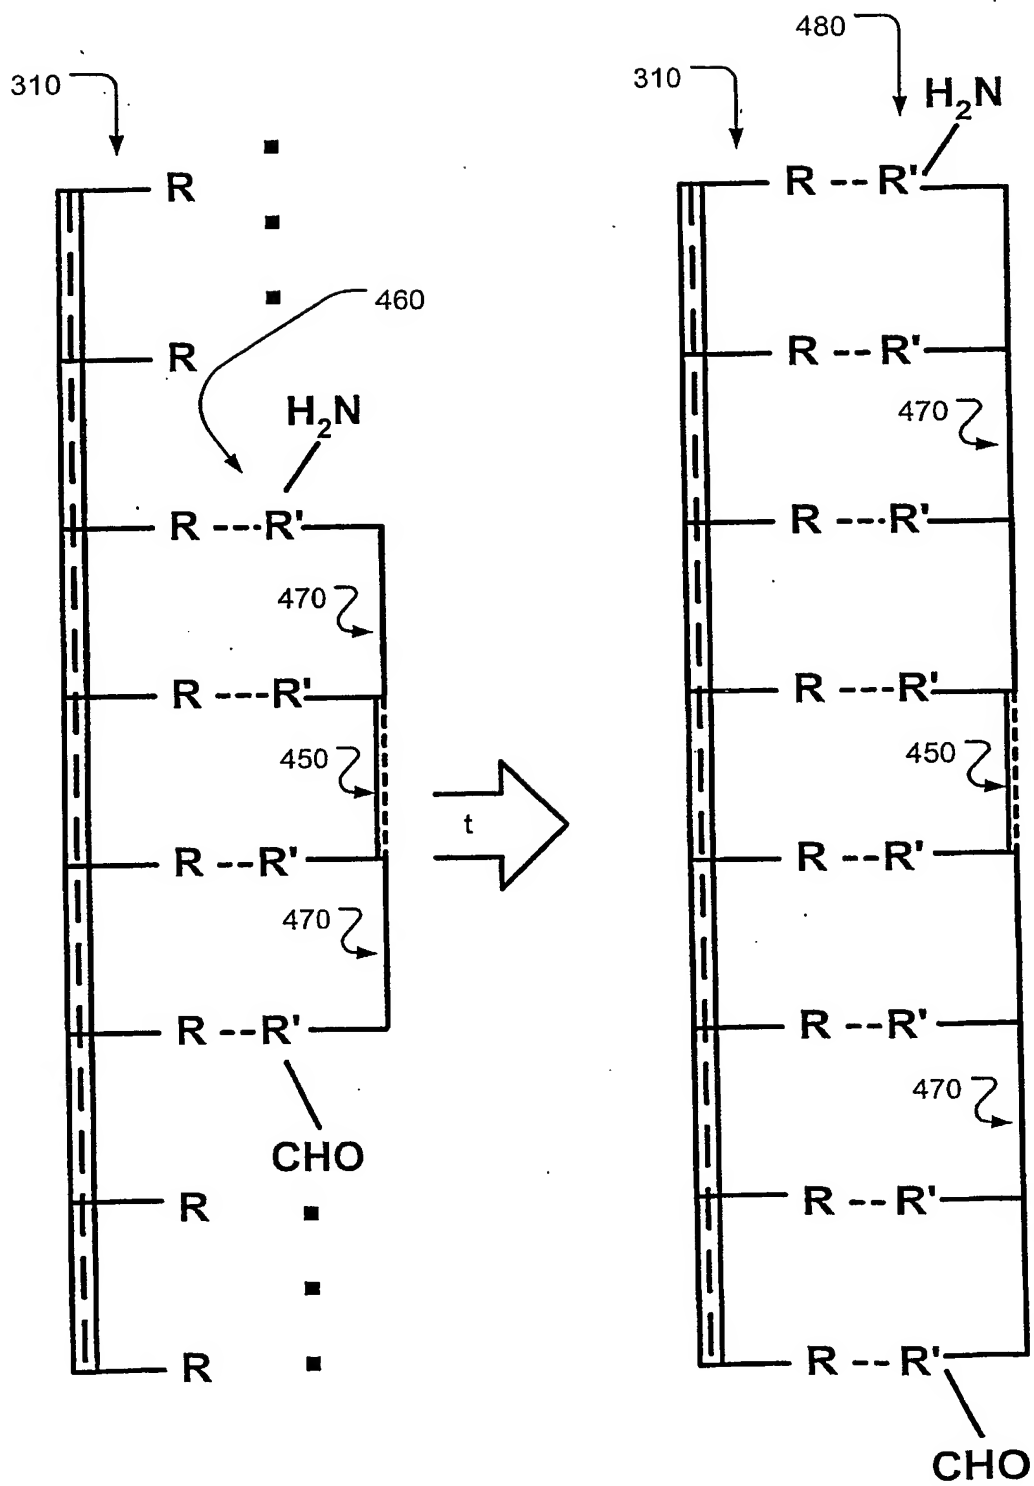 310
R
R
460
H₂N
R ---- R'
470
R --- R'
450
R -- R'
470
R -- R'
CHO
R
R
t
480
310
H₂N
R -- R'
R -- R'
470
R --- R'
R --- R'
450
R -- R'
R -- R'
470
R -- R'
R -- R'
CHO